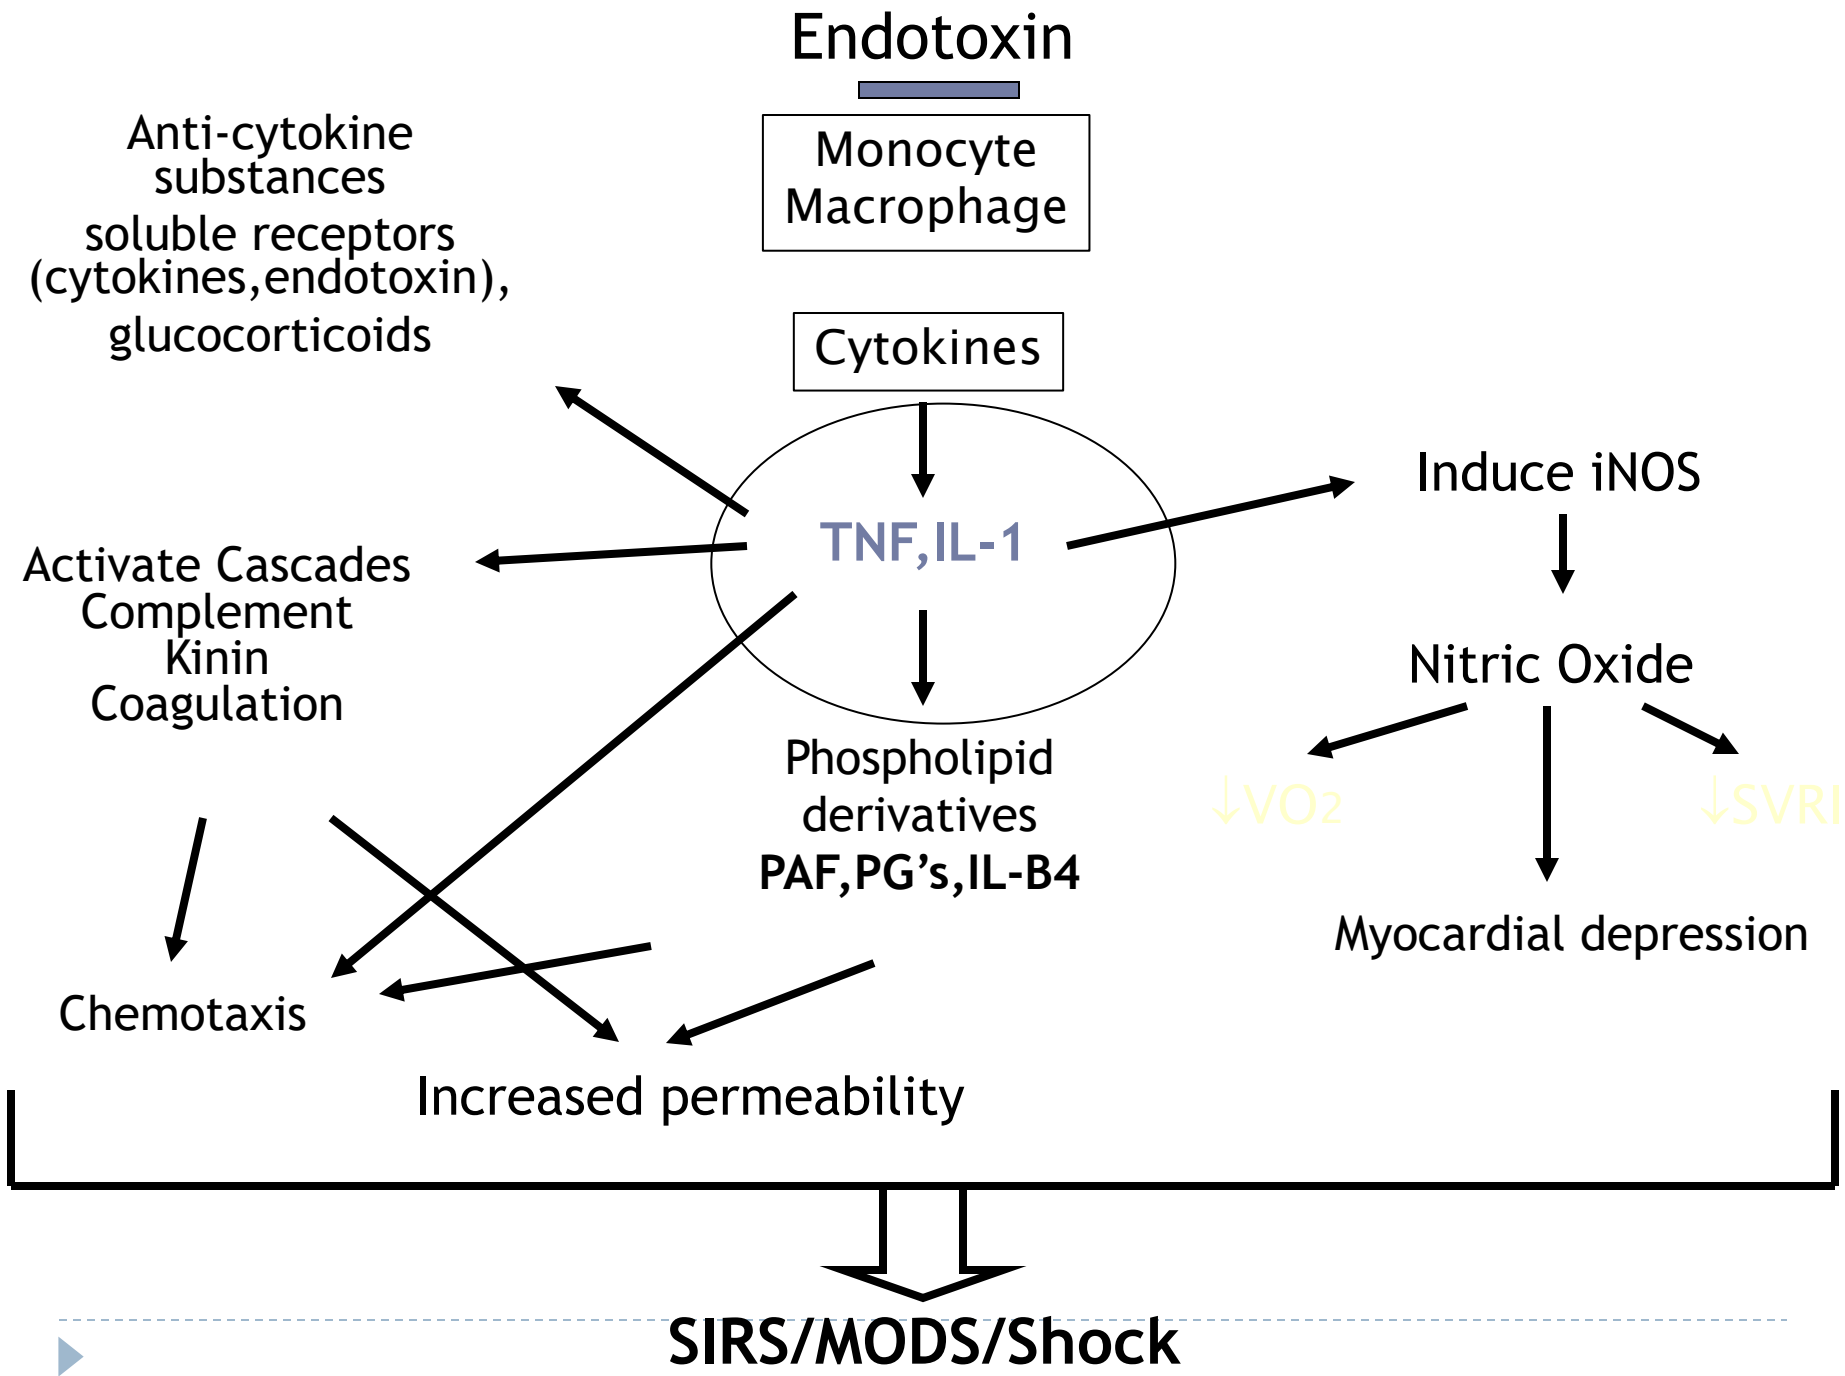 Endotoxin
Monocyte
Macrophage
Anti-cytokine
substances
soluble receptors
(cytokines,endotoxin),
glucocorticoids
Cytokines
TNF,IL-1
Induce iNOS
Activate Cascades
Complement
Kinin
Coagulation
Nitric Oxide
Phospholipid
derivatives
PAF,PG’s,IL-B4
↓VO2
↓SVRI
Myocardial depression
Chemotaxis
Increased permeability
SIRS/MODS/Shock